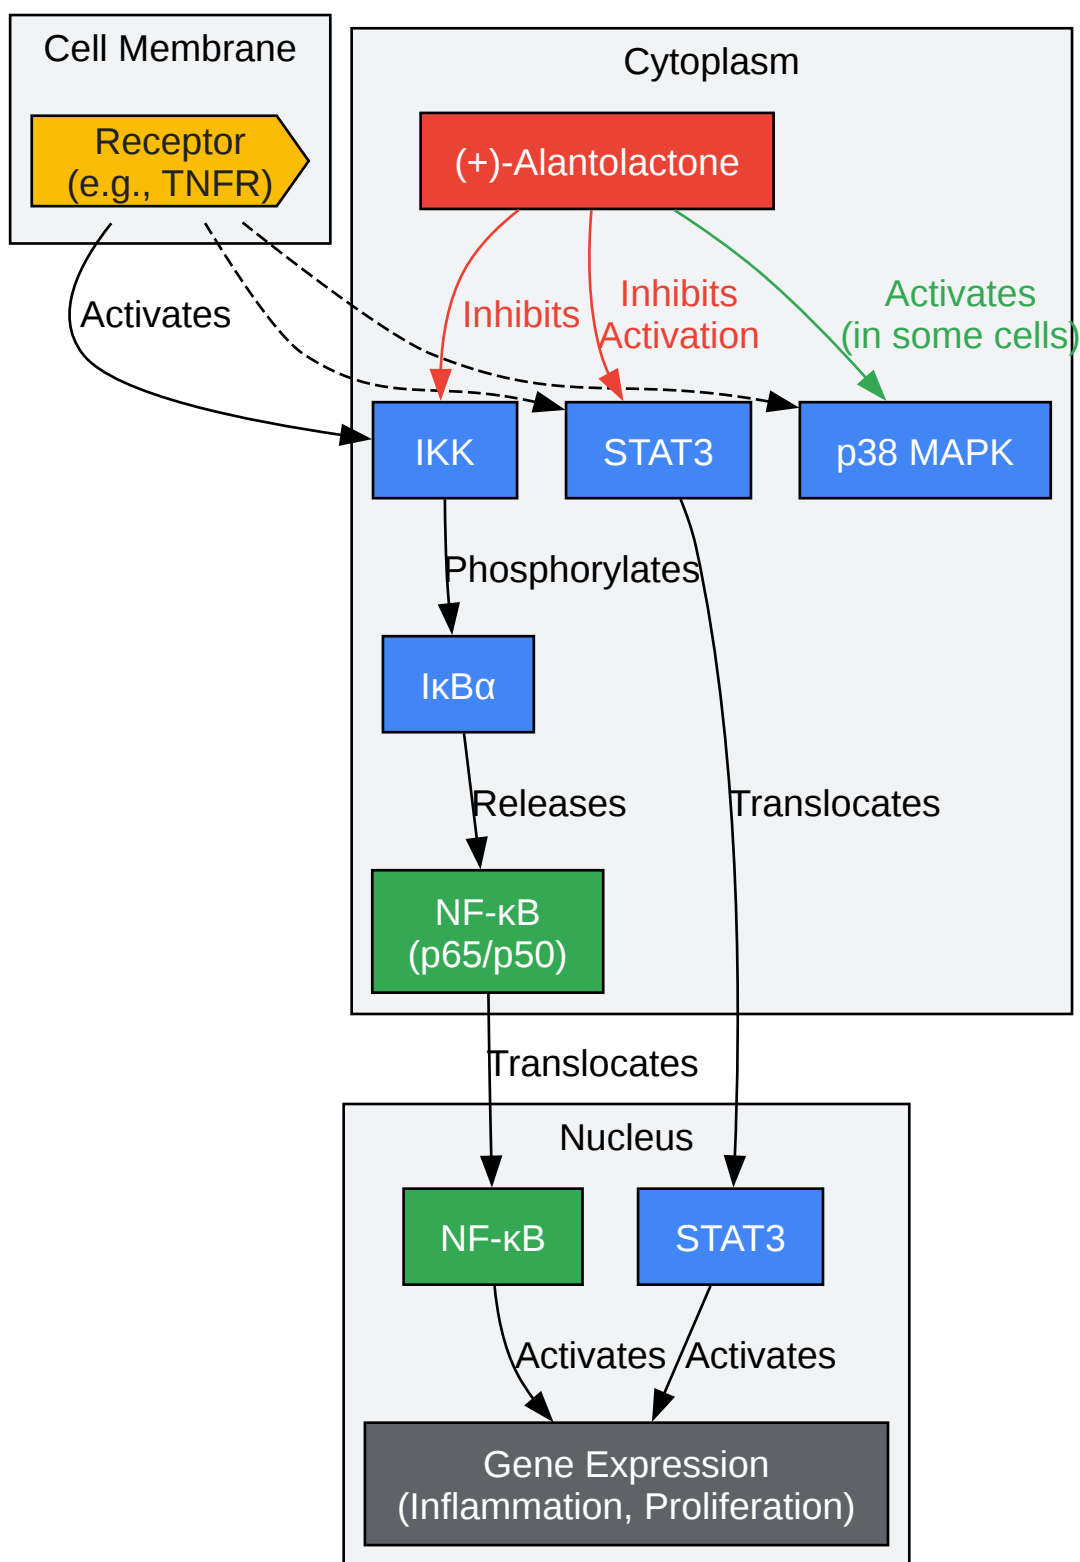 Cell Membrane
Cytoplasm
Receptor
(e.g., TNFR)
(+)-Alantolactone
Activates
Inhibits
Inhibits
Activation
Activates
(in some cells)
IKK
STAT3
p38 MAPK
Phosphorylates
IκBα
Releases
Translocates
NF-κB
(p65/p50)
Translocates
Nucleus
NF-κB
STAT3
Activates
Activates
Gene Expression
(Inflammation, Proliferation)